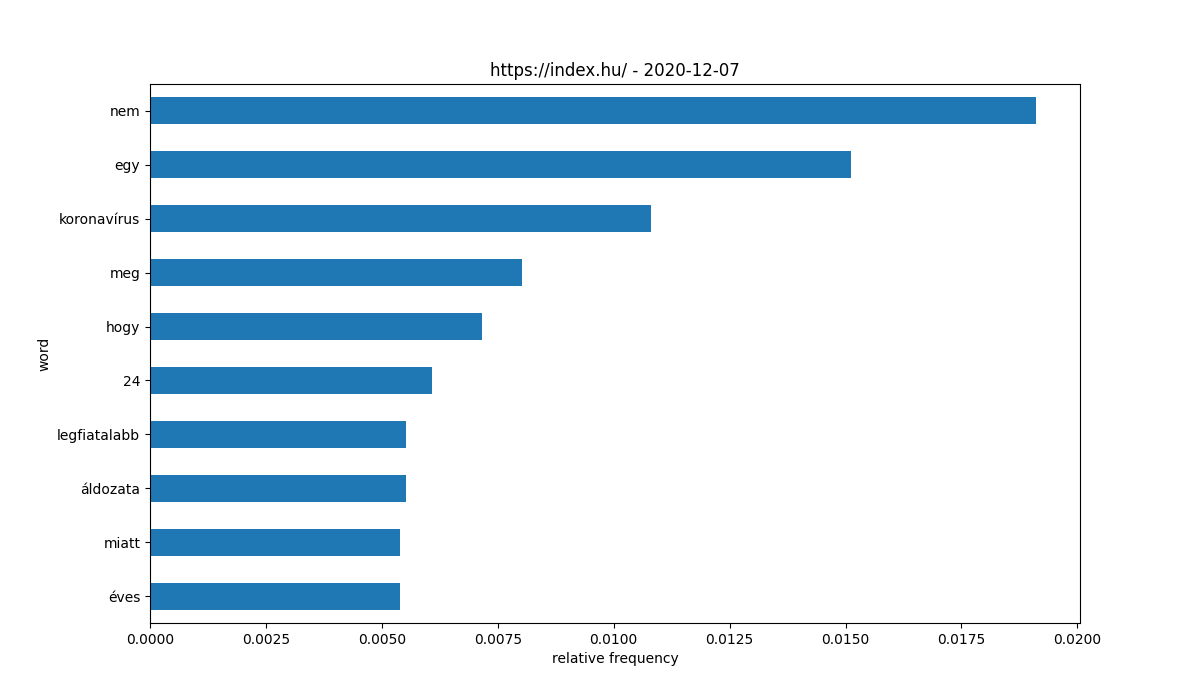 https://index.hu/ - 2020-12-07
nem
egy
koronavírus
meg
hogy
24
legfiatalabb
áldozata
miatt
éves
word
0.0000 0.0025 0.0050 0.0075 0.0100 0.0125 0.0150 0.0175 0.0200
relative frequency